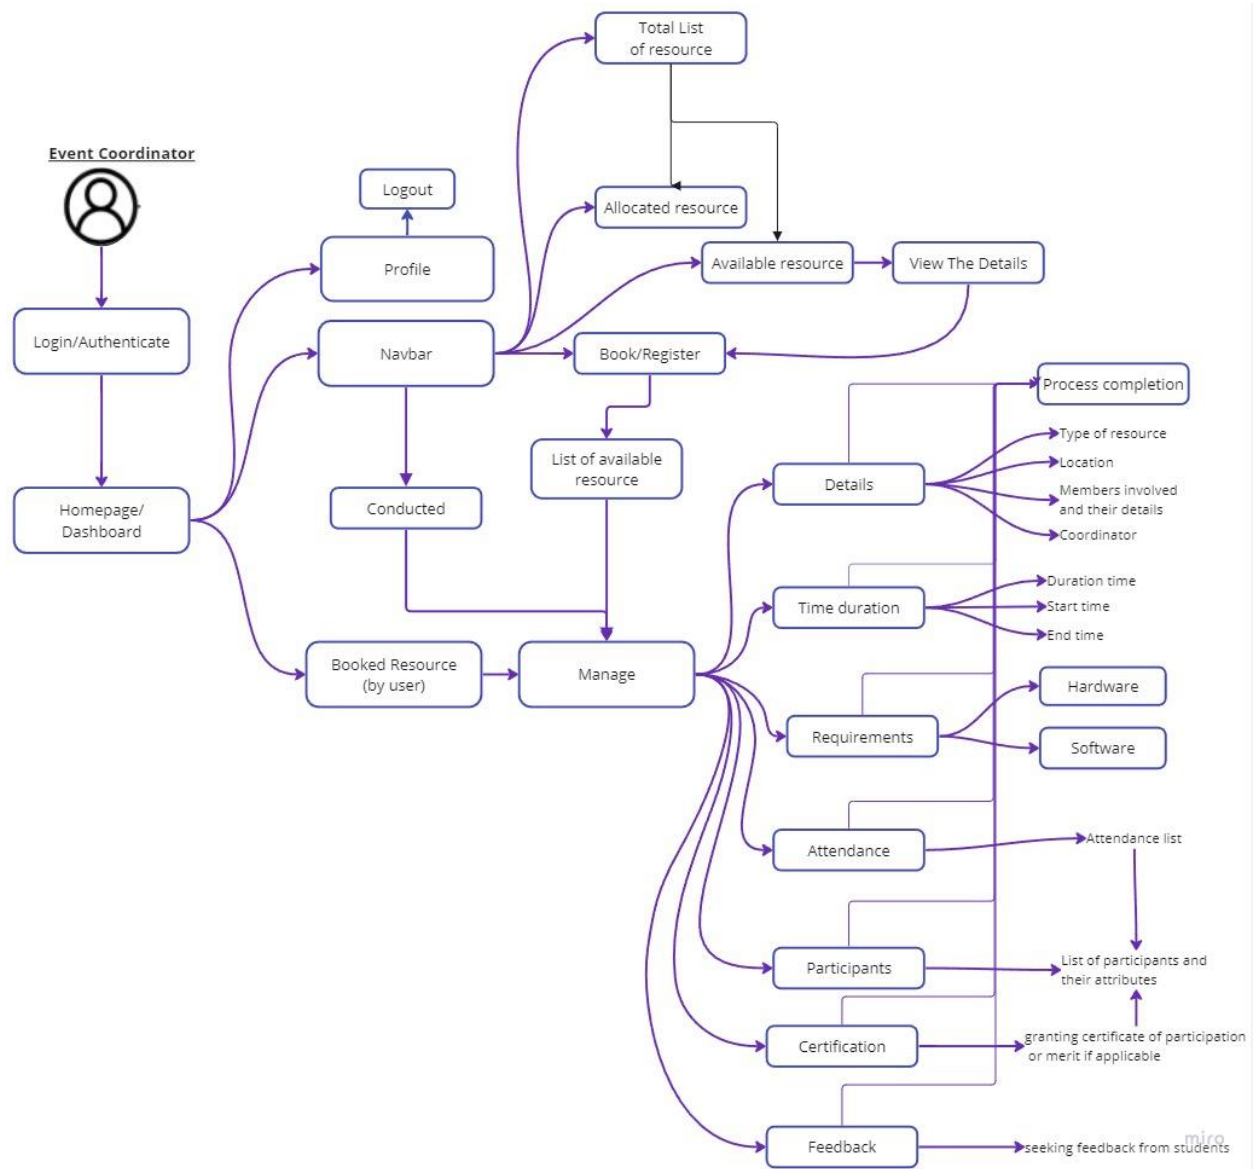 Total List
of resource
Event Coordinator
Logout
Allocated resource
Profile
Available resource
View The Details
Login/Authenticate
Navbar
Book/Register
Process completion
Type of resource
List of available
resource
Location
Details
Members involved
and their details
Homepage/
Dashboard
Conducted
Coordinator
Duration time
Time duration
Start time
End time
Booked Resource
(by user)
Manage
Hardware
Requirements
Software
Attendance
Attendance list
Participants
List of participants and
their attributes
Certification
granting certificate of participation
or merit if applicable
Feedback
seeking feedback from students
miro